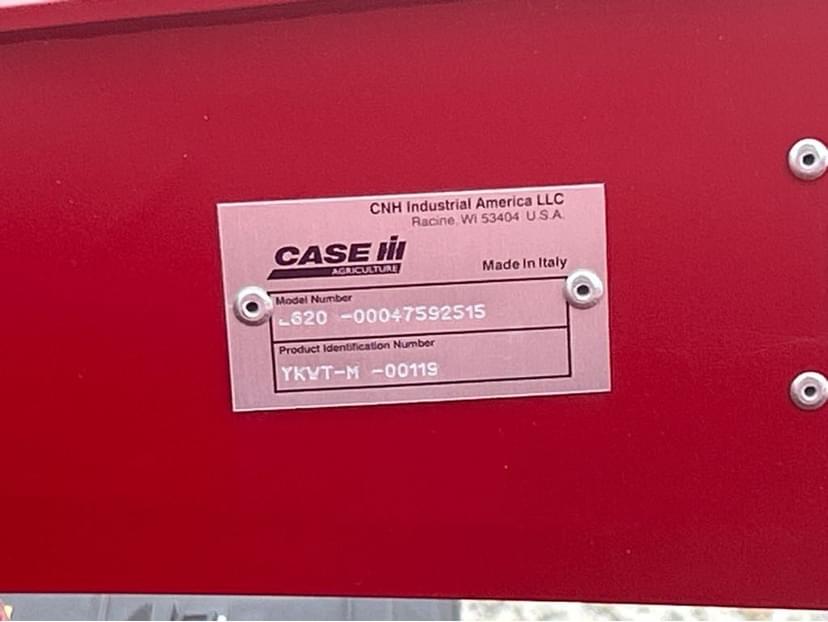 CNH Industrial America LLC
Racine, WI 53404 U.S.A.
CASE IH
AGRICULTURE
Made in Italy
Model Number
L620 -00047592515
Product Identification Number
YKWT-M -00119